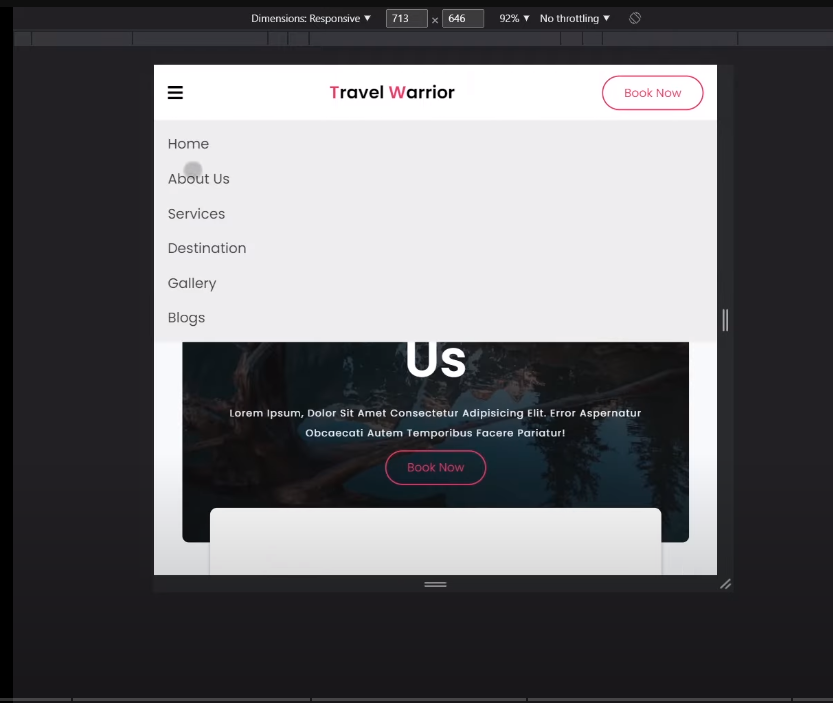 Dimensions: Responsive ▼ 713 × 646 92% ▼ No throttling ▼
Travel Warrior
Book Now
Home
About Us
Services
Destination
Gallery
Blogs
Us
Lorem Ipsum, Dolor Sit Amet Consectetur Adipisicing Elit. Error Aspernatur
Obcaecati Autem Temporibus Facere Pariatur!
Book Now